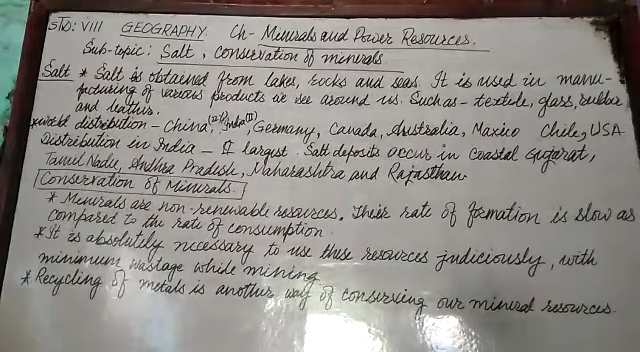 STD: VIII GEOGRAPHY. Ch- Minerals and Power Resources.
Sub-topic: Salt, conservation of minerals
Salt * Salt is obtained from lakes, rocks and seas. It is used in manu-
facturing of various products we see around us. Such as - textile, glass, rubber
and leather.
* world distribution - China, India (II), Germany, Canada, Australia, Mexico Chile, USA
Distribution in India - II largest. Salt deposits occur in coastal Gujarat,
Tamil Nadu, Andhra Pradesh, Maharashtra and Rajasthan
Conservation of Minerals.
* Minerals are non-renewable resources. Their rate of formation is slow as
compared to the rate of consumption
* It is absolutely necessary to use these resources judiciously, with
minimum wastage while mining
* Recycling of metals is another way of conserving our mineral resources.